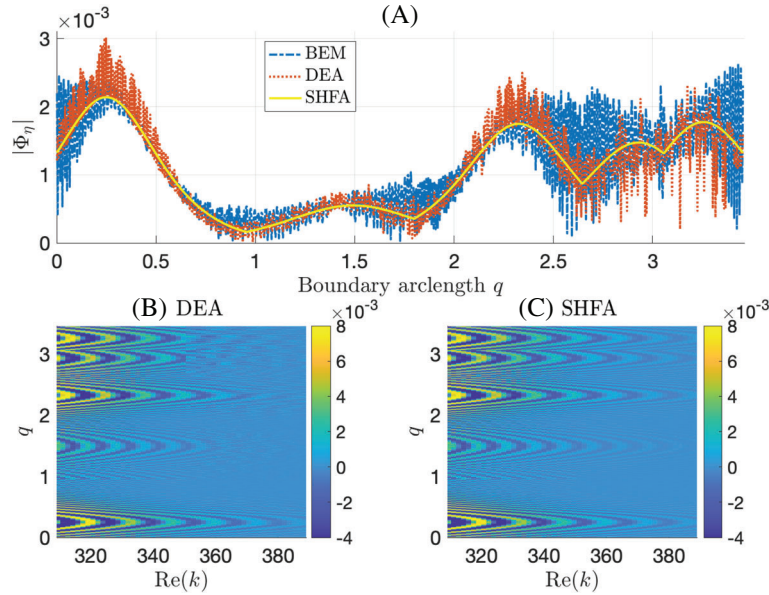 (A)
×10⁻³
3
2
1
0
|Φ_η|
BEM
DEA
SHFA
0 0.5 1 1.5 2 2.5 3
Boundary arclength q
(B) DEA
×10⁻³
3
2
1
0
q
320 340 360 380
Re(k)
8
6
4
2
0
-2
-4
(C) SHFA
×10⁻³
3
2
1
0
q
320 340 360 380
Re(k)
8
6
4
2
0
-2
-4